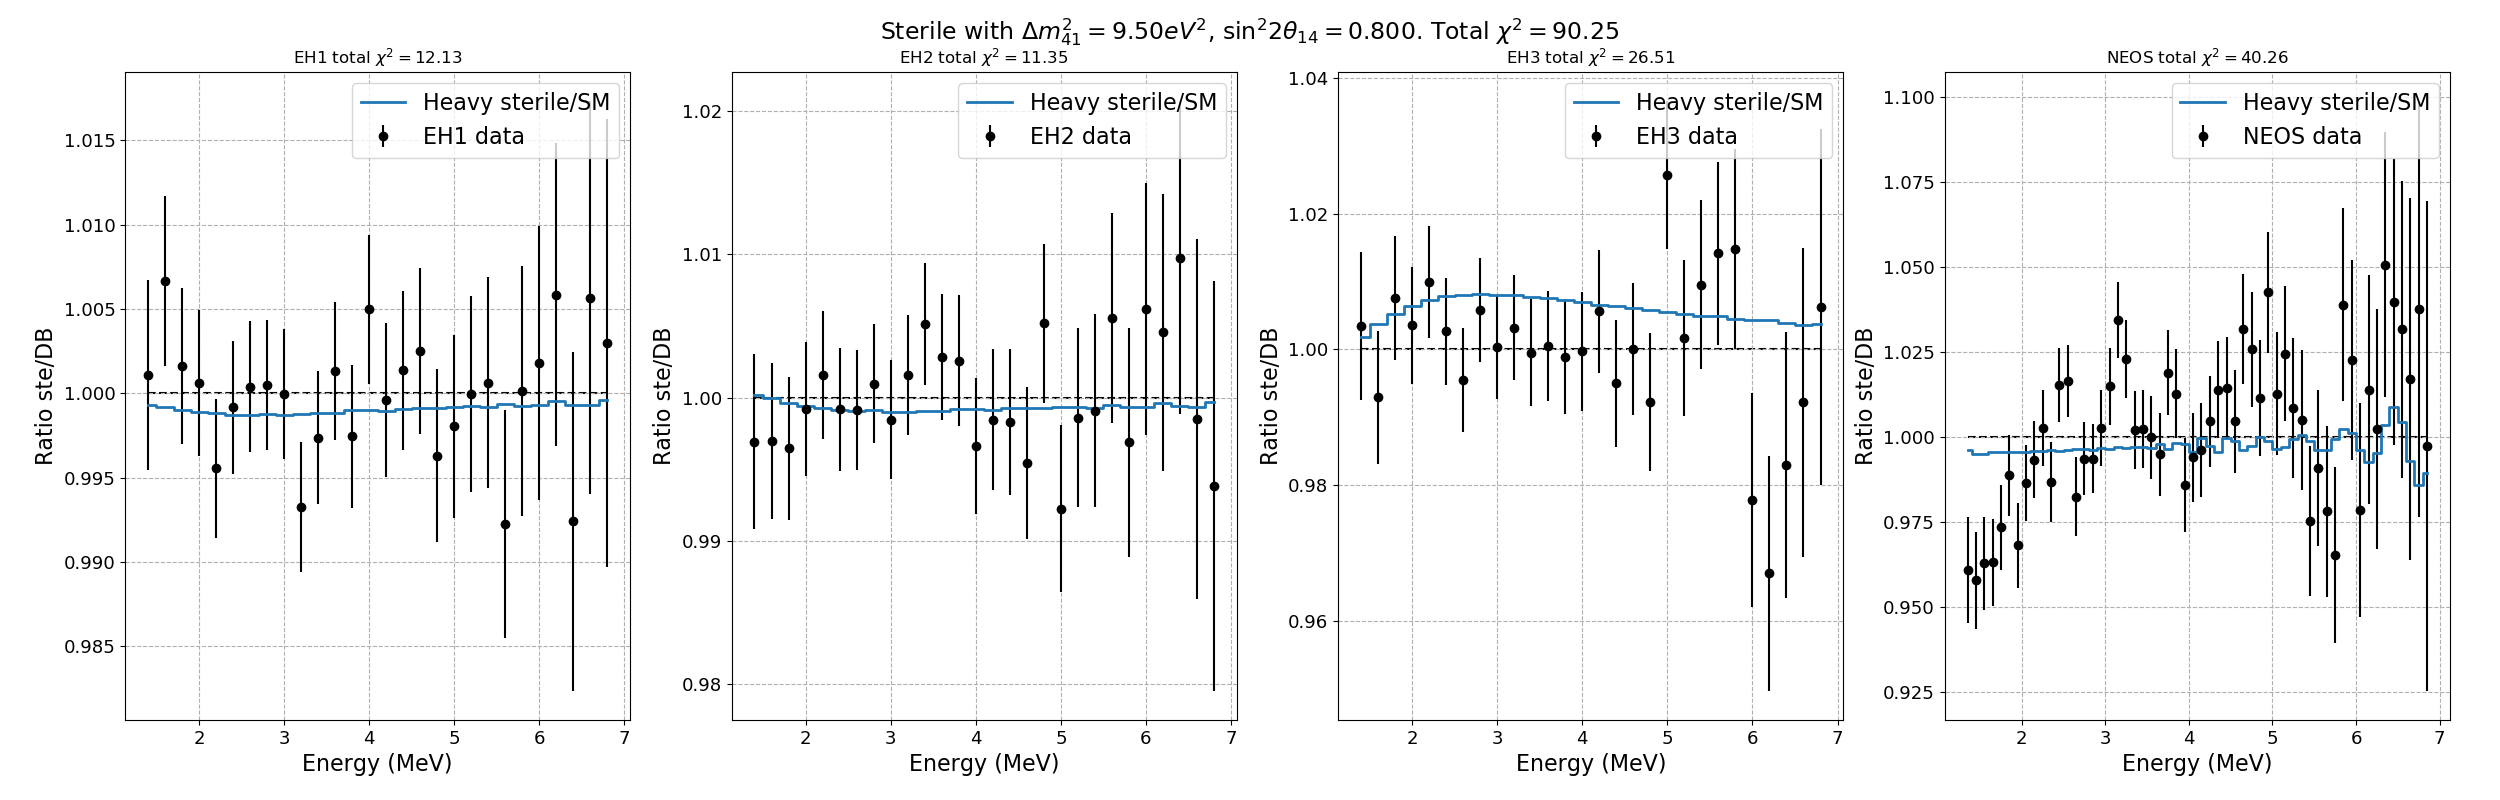 Sterile with Δm²₄₁ = 9.50eV², sin²2θ₁₄ = 0.800. Total χ² = 90.25
EH1 total χ² = 12.13
Heavy sterile/SM
EH1 data
1.015
1.010
1.005
1.000
0.995
0.990
0.985
Ratio ste/DB
2 3 4 5 6 7
Energy (MeV)
EH2 total χ² = 11.35
Heavy sterile/SM
EH2 data
1.02
1.01
1.00
0.99
0.98
Ratio ste/DB
2 3 4 5 6 7
Energy (MeV)
EH3 total χ² = 26.51
Heavy sterile/SM
EH3 data
1.04
1.02
1.00
0.98
0.96
Ratio ste/DB
2 3 4 5 6 7
Energy (MeV)
NEOS total χ² = 40.26
Heavy sterile/SM
NEOS data
1.100
1.075
1.050
1.025
1.000
0.975
0.950
0.925
Ratio ste/DB
2 3 4 5 6 7
Energy (MeV)